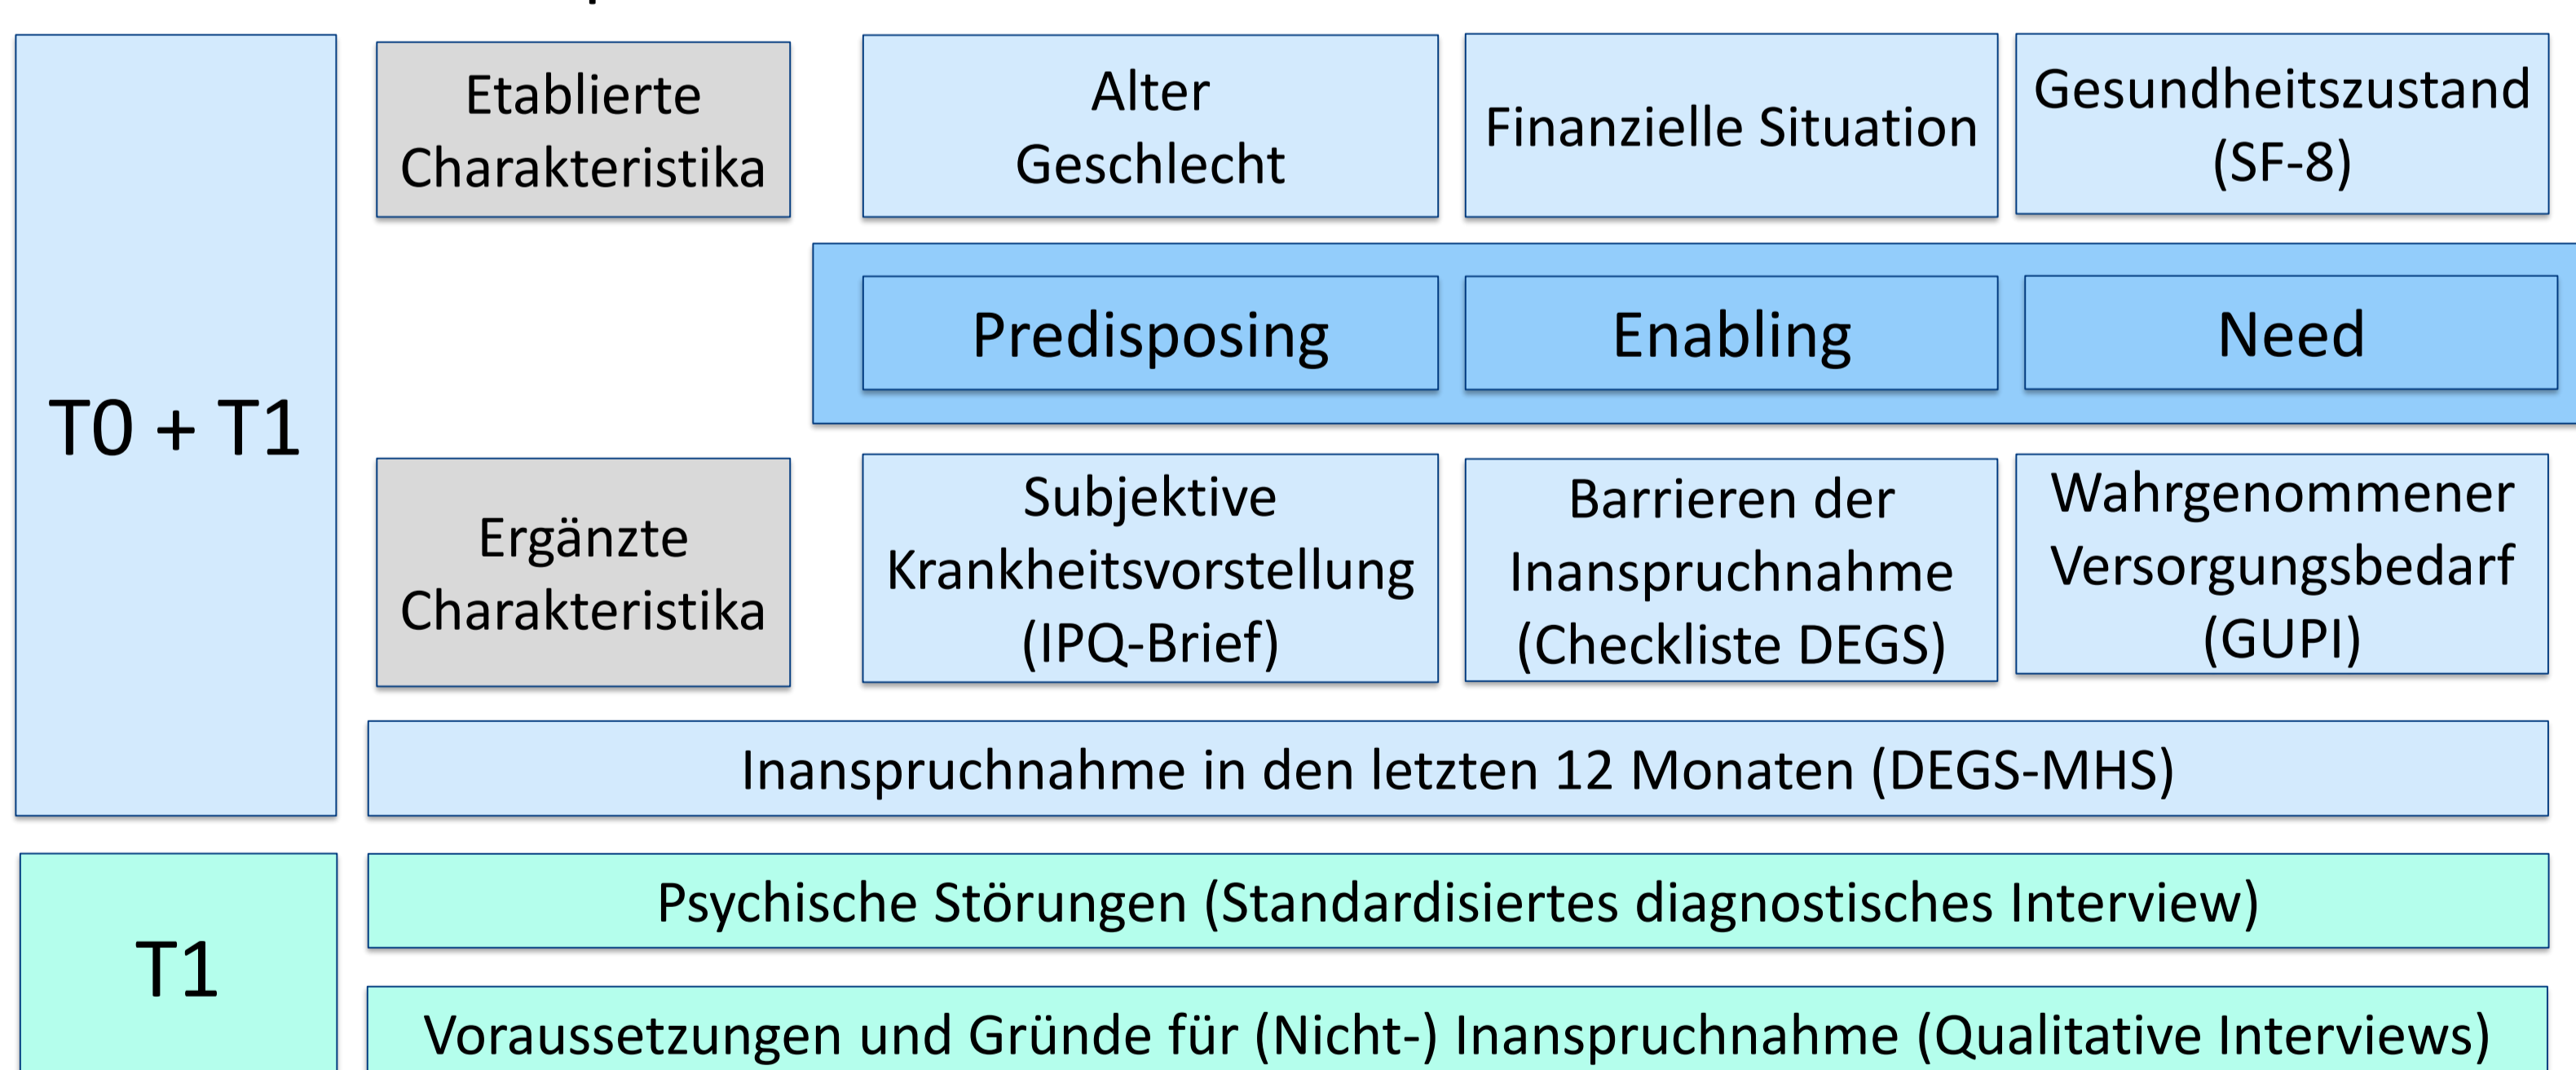 T0 + T1
Etablierte
Charakteristika
Alter
Geschlecht
Finanzielle Situation
Gesundheitszustand
(SF-8)
Predisposing
Enabling
Need
Ergänzte
Charakteristika
Subjektive
Krankheitsvorstellung
(IPQ-Brief)
Barrieren der
Inanspruchnahme
(Checkliste DEGS)
Wahrgenommener
Versorgungsbedarf
(GUPI)
Inanspruchnahme in den letzten 12 Monaten (DEGS-MHS)
T1
Psychische Störungen (Standardisiertes diagnostisches Interview)
Voraussetzungen und Gründe für (Nicht-) Inanspruchnahme (Qualitative Interviews)